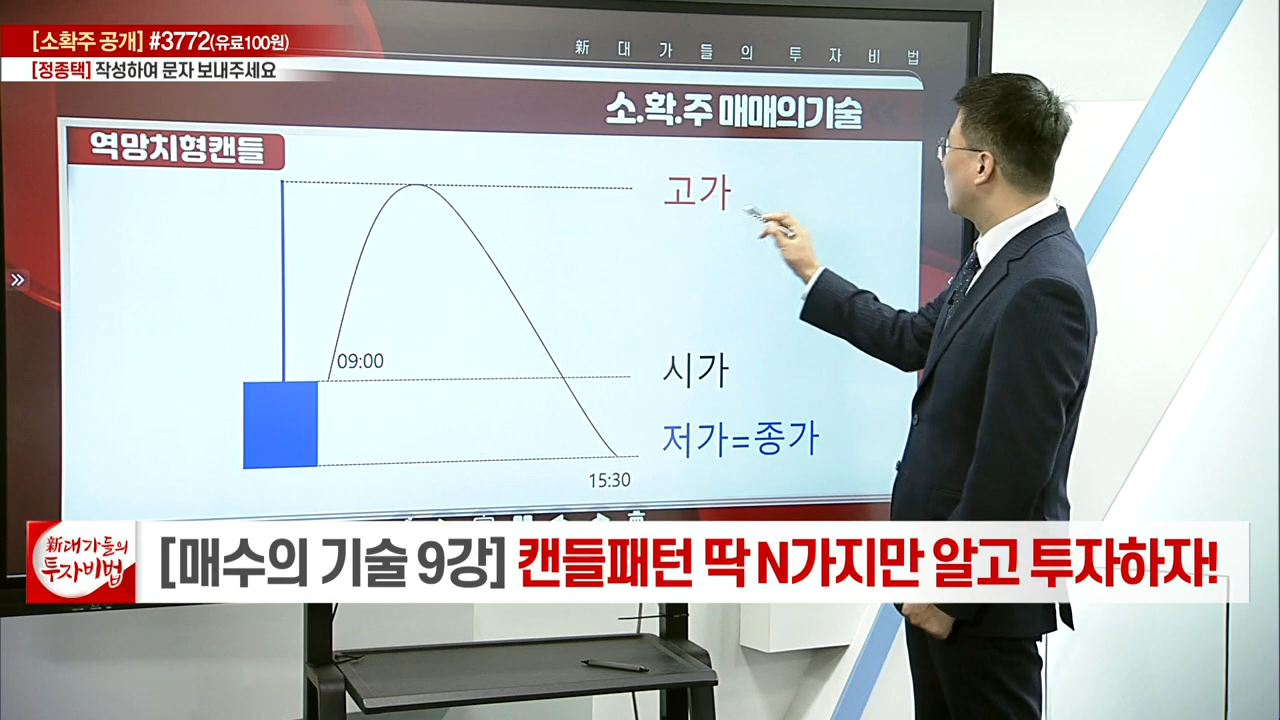 [소확주 공개] #3772(유료100원)
[정종택] 작성하여 문자 보내주세요
新 대가들의 투자비법
소.확.주 매매의기술
역망치형캔들
고가
09:00
시가
저가=종가
15:30
新대가들의
투자비법
[매수의 기술 9강] 캔들패턴 딱 N가지만 알고 투자하자!